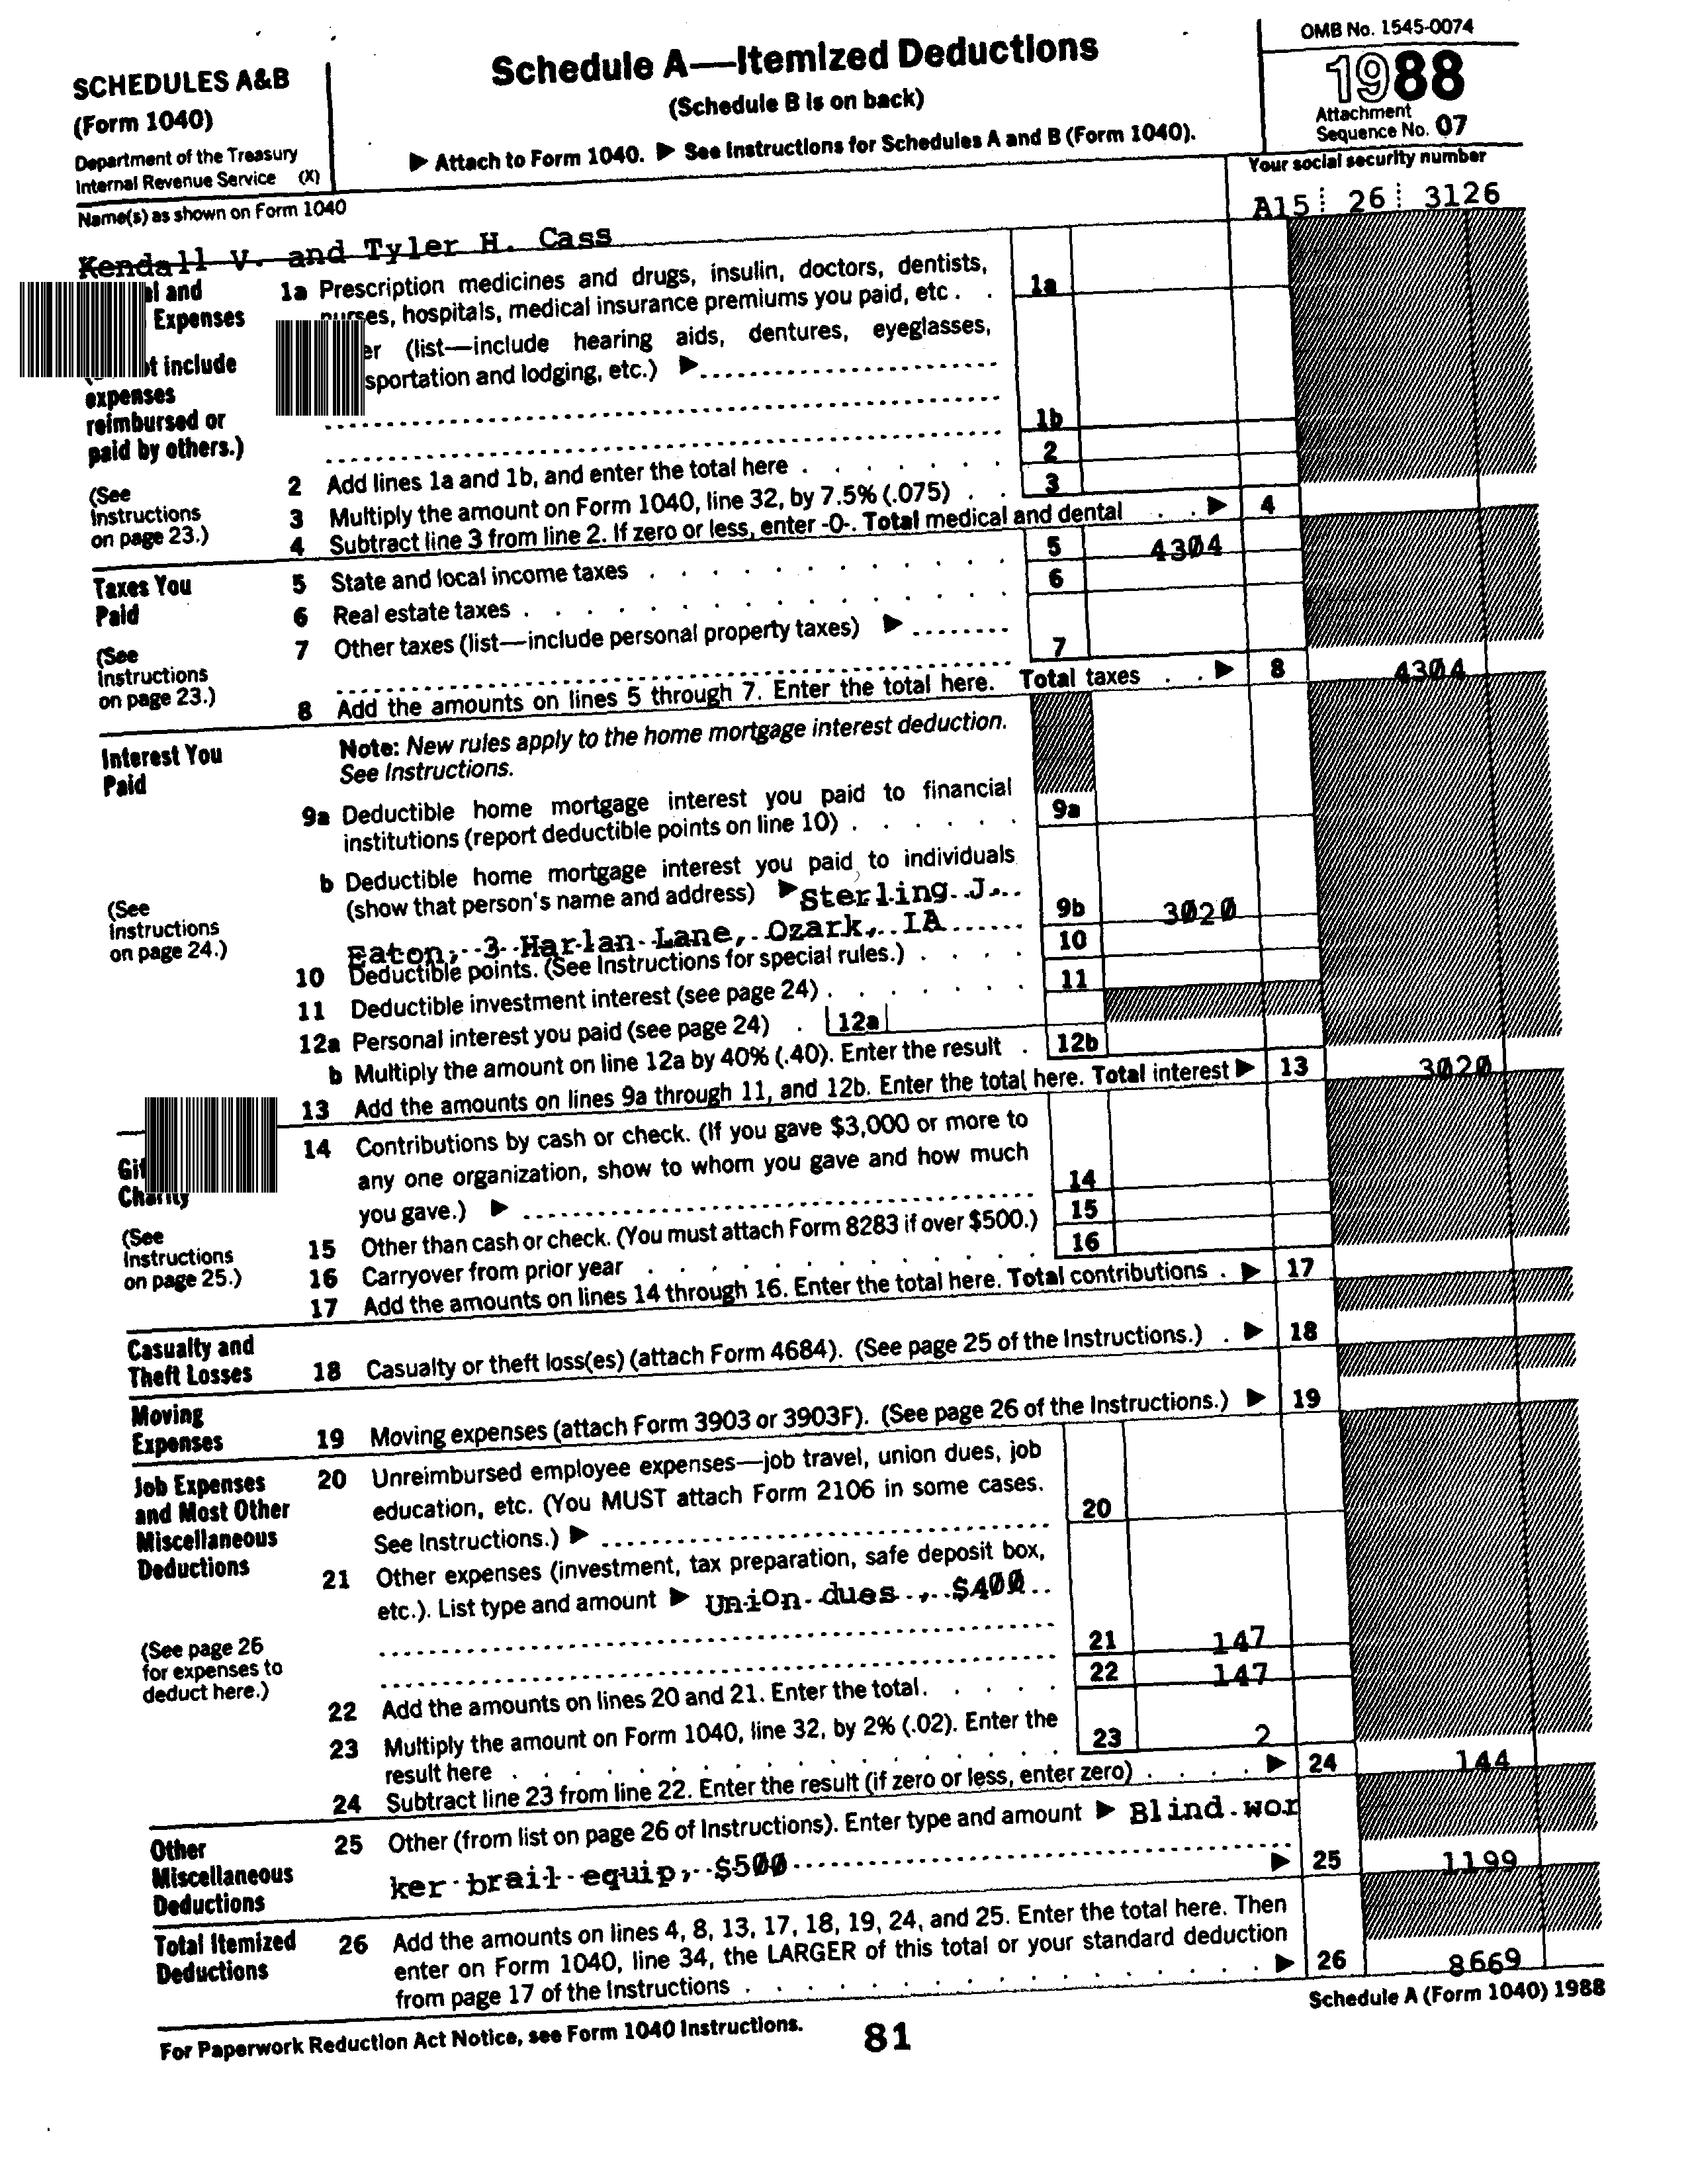 SCHEDULES A&B
(Form 1040)
Department of the Treasury
Internal Revenue Service (X)
Schedule A—Itemized Deductions
(Schedule B is on back)
▶ Attach to Form 1040. ▶ See Instructions for Schedules A and B (Form 1040).
OMB No. 1545-0074
1988
Attachment
Sequence No. 07
Name(s) as shown on Form 1040
Your social security number
Kendall V. and Tyler H. Cass
A15 26 3126
and
Expenses
include
expenses
reimbursed or
paid by others.)
(See
Instructions
on page 23.)
1a Prescription medicines and drugs, insulin, doctors, dentists,
nurses, hospitals, medical insurance premiums you paid, etc . . 1a
(list—include hearing aids, dentures, eyeglasses,
sportation and lodging, etc.) ▶
1b
2 Add lines 1a and 1b, and enter the total here . . . . . . . 2
3 Multiply the amount on Form 1040, line 32, by 7.5% (.075) . . 3
4 Subtract line 3 from line 2. If zero or less, enter -0-. Total medical and dental . . ▶ 4
Taxes You
Paid
(See
Instructions
on page 23.)
5 State and local income taxes . . . . . . . . . . . . 5 4304
6 Real estate taxes . . . . . . . . . . . . . . . . 6
7 Other taxes (list—include personal property taxes) ▶
7
8 Add the amounts on lines 5 through 7. Enter the total here. Total taxes . . ▶ 8 4304
Interest You
Paid
(See
Instructions
on page 24.)
Note: New rules apply to the home mortgage interest deduction.
See Instructions.
9a Deductible home mortgage interest you paid to financial
institutions (report deductible points on line 10) . . . . . . 9a
b Deductible home mortgage interest you paid to individuals
(show that person's name and address) ▶ Sterling J.
Eaton, 3 Harlan Lane, Ozark, IA 9b 3020
10 Deductible points. (See Instructions for special rules.) . . . . 10
11 Deductible investment interest (see page 24) . . . . . . . 11
12a Personal interest you paid (see page 24) . 12a
b Multiply the amount on line 12a by 40% (.40). Enter the result . 12b
13 Add the amounts on lines 9a through 11, and 12b. Enter the total here. Total interest ▶ 13 3020
Charity
(See
Instructions
on page 25.)
14 Contributions by cash or check. (If you gave $3,000 or more to
any one organization, show to whom you gave and how much
you gave.) ▶ 14
15 Other than cash or check. (You must attach Form 8283 if over $500.) 15
16 Carryover from prior year . . . . . . . . . . . . . 16
17 Add the amounts on lines 14 through 16. Enter the total here. Total contributions . ▶ 17
Casualty and
Theft Losses
18 Casualty or theft loss(es) (attach Form 4684). (See page 25 of the Instructions.) . ▶ 18
Moving
Expenses
19 Moving expenses (attach Form 3903 or 3903F). (See page 26 of the Instructions.) ▶ 19
Job Expenses
and Most Other
Miscellaneous
Deductions
(See page 26
for expenses to
deduct here.)
20 Unreimbursed employee expenses—job travel, union dues, job
education, etc. (You MUST attach Form 2106 in some cases.
See Instructions.) ▶ 20
21 Other expenses (investment, tax preparation, safe deposit box,
etc.). List type and amount ▶ Union dues , $400
21 147
22 Add the amounts on lines 20 and 21. Enter the total. . . . . 22 147
23 Multiply the amount on Form 1040, line 32, by 2% (.02). Enter the
result here . . . . . . . . . . . . . . . . . 23 2
24 Subtract line 23 from line 22. Enter the result (if zero or less, enter zero) . . . . ▶ 24 144
Other
Miscellaneous
Deductions
25 Other (from list on page 26 of Instructions). Enter type and amount ▶ Blind wor
ker brail equip, $500 ▶ 25 1199
Total Itemized
Deductions
26 Add the amounts on lines 4, 8, 13, 17, 18, 19, 24, and 25. Enter the total here. Then
enter on Form 1040, line 34, the LARGER of this total or your standard deduction
from page 17 of the Instructions . . . . . . . . . . . . . . ▶ 26 8669
For Paperwork Reduction Act Notice, see Form 1040 Instructions.
81
Schedule A (Form 1040) 1988